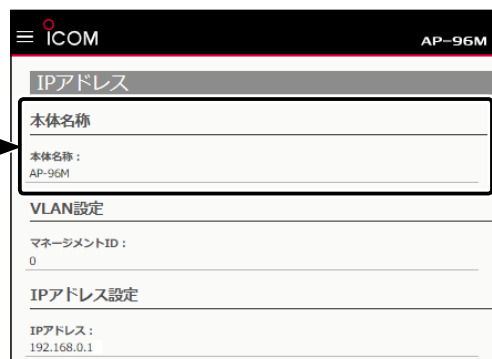 ICOM
AP-96M
IPアドレス
本体名称
本体名称：
AP-96M
VLAN設定
マネージメントID：
0
IPアドレス設定
IPアドレス：
192.168.0.1